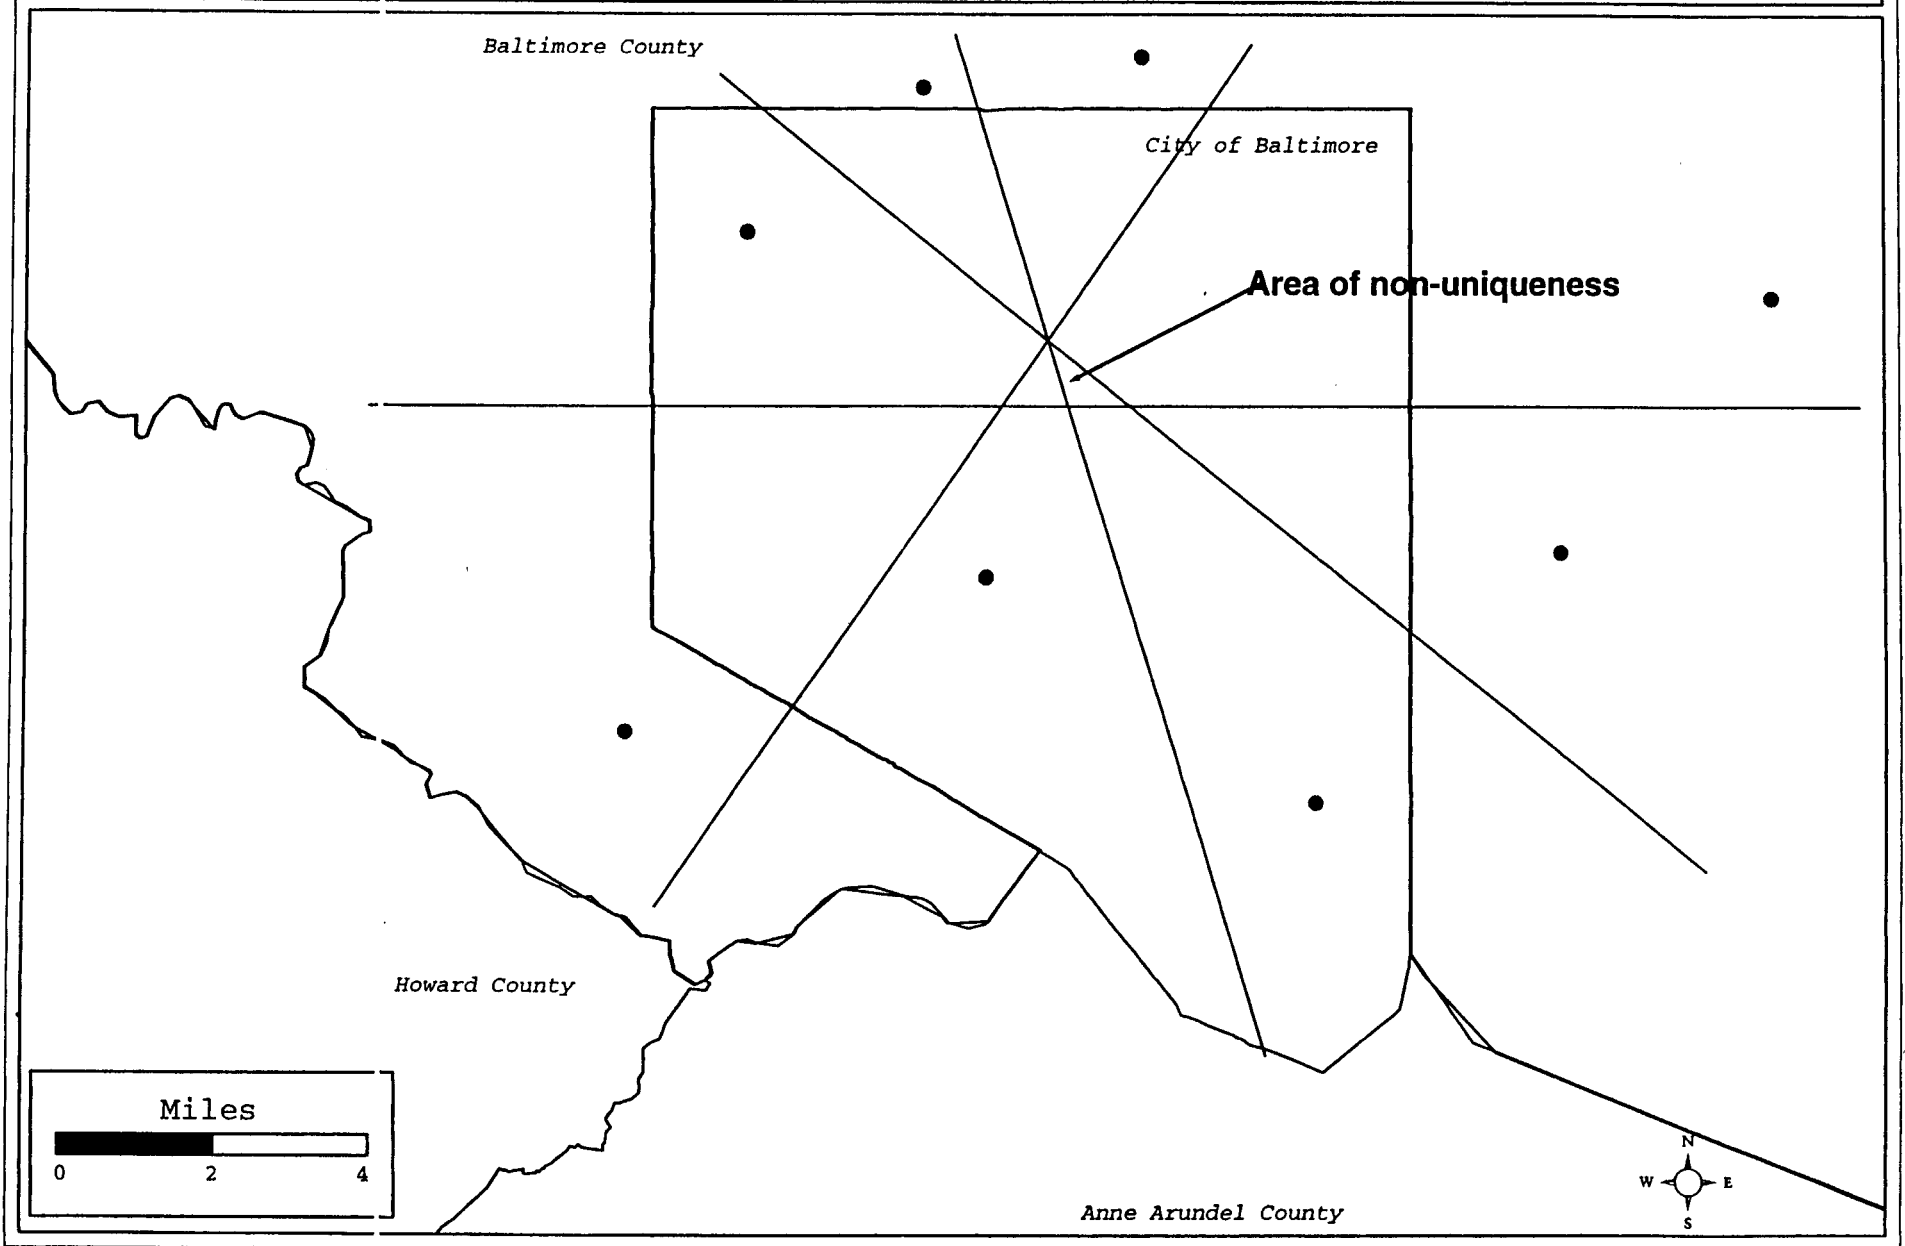 Baltimore County
City of Baltimore
Area of non-uniqueness
Howard County
Miles
0 2 4
N
W E
S
Anne Arundel County